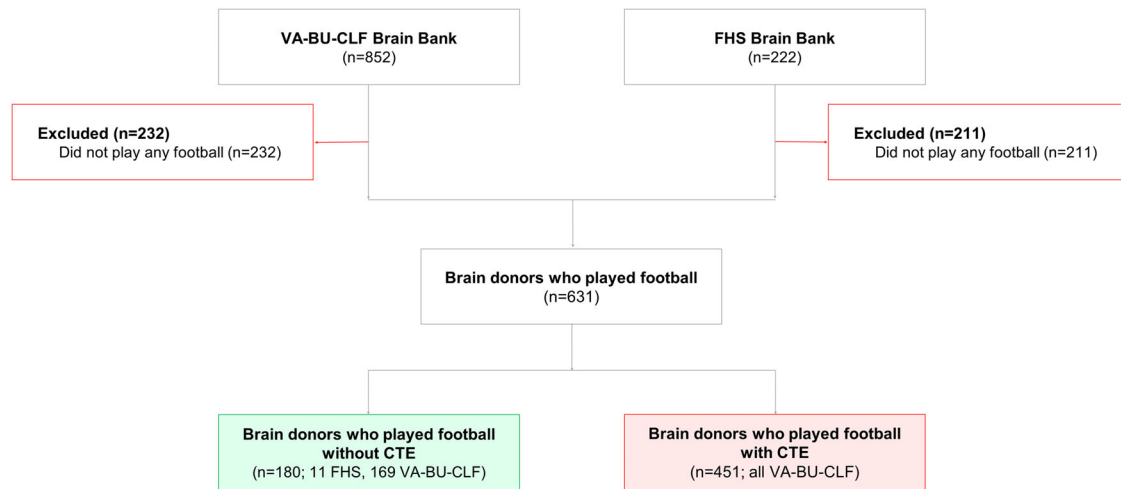 VA-BU-CLF Brain Bank
(n=852)
FHS Brain Bank
(n=222)
Excluded (n=232)
Did not play any football (n=232)
Excluded (n=211)
Did not play any football (n=211)
Brain donors who played football
(n=631)
Brain donors who played football
without CTE
(n=180; 11 FHS, 169 VA-BU-CLF)
Brain donors who played football
with CTE
(n=451; all VA-BU-CLF)